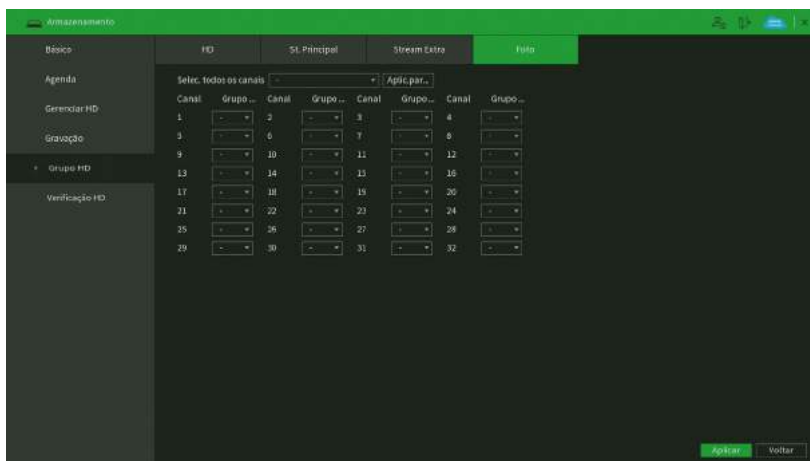 Armazenamento
Básico
Agenda
Gerenciar HD
Gravação
Grupo HD
Verificação HD
HD
St. Principal
Stream Extra
Foto
Selec. todos os canais - Aplic.par...
Canal Grupo ... Canal Grupo ... Canal Grupo... Canal Grupo...
1 - 2 - 3 - 4 -
5 - 6 - 7 - 8 -
9 - 10 - 11 - 12 -
13 - 14 - 15 - 16 -
17 - 18 - 19 - 20 -
21 - 22 - 23 - 24 -
25 - 26 - 27 - 28 -
29 - 30 - 31 - 32 -
Aplicar Voltar